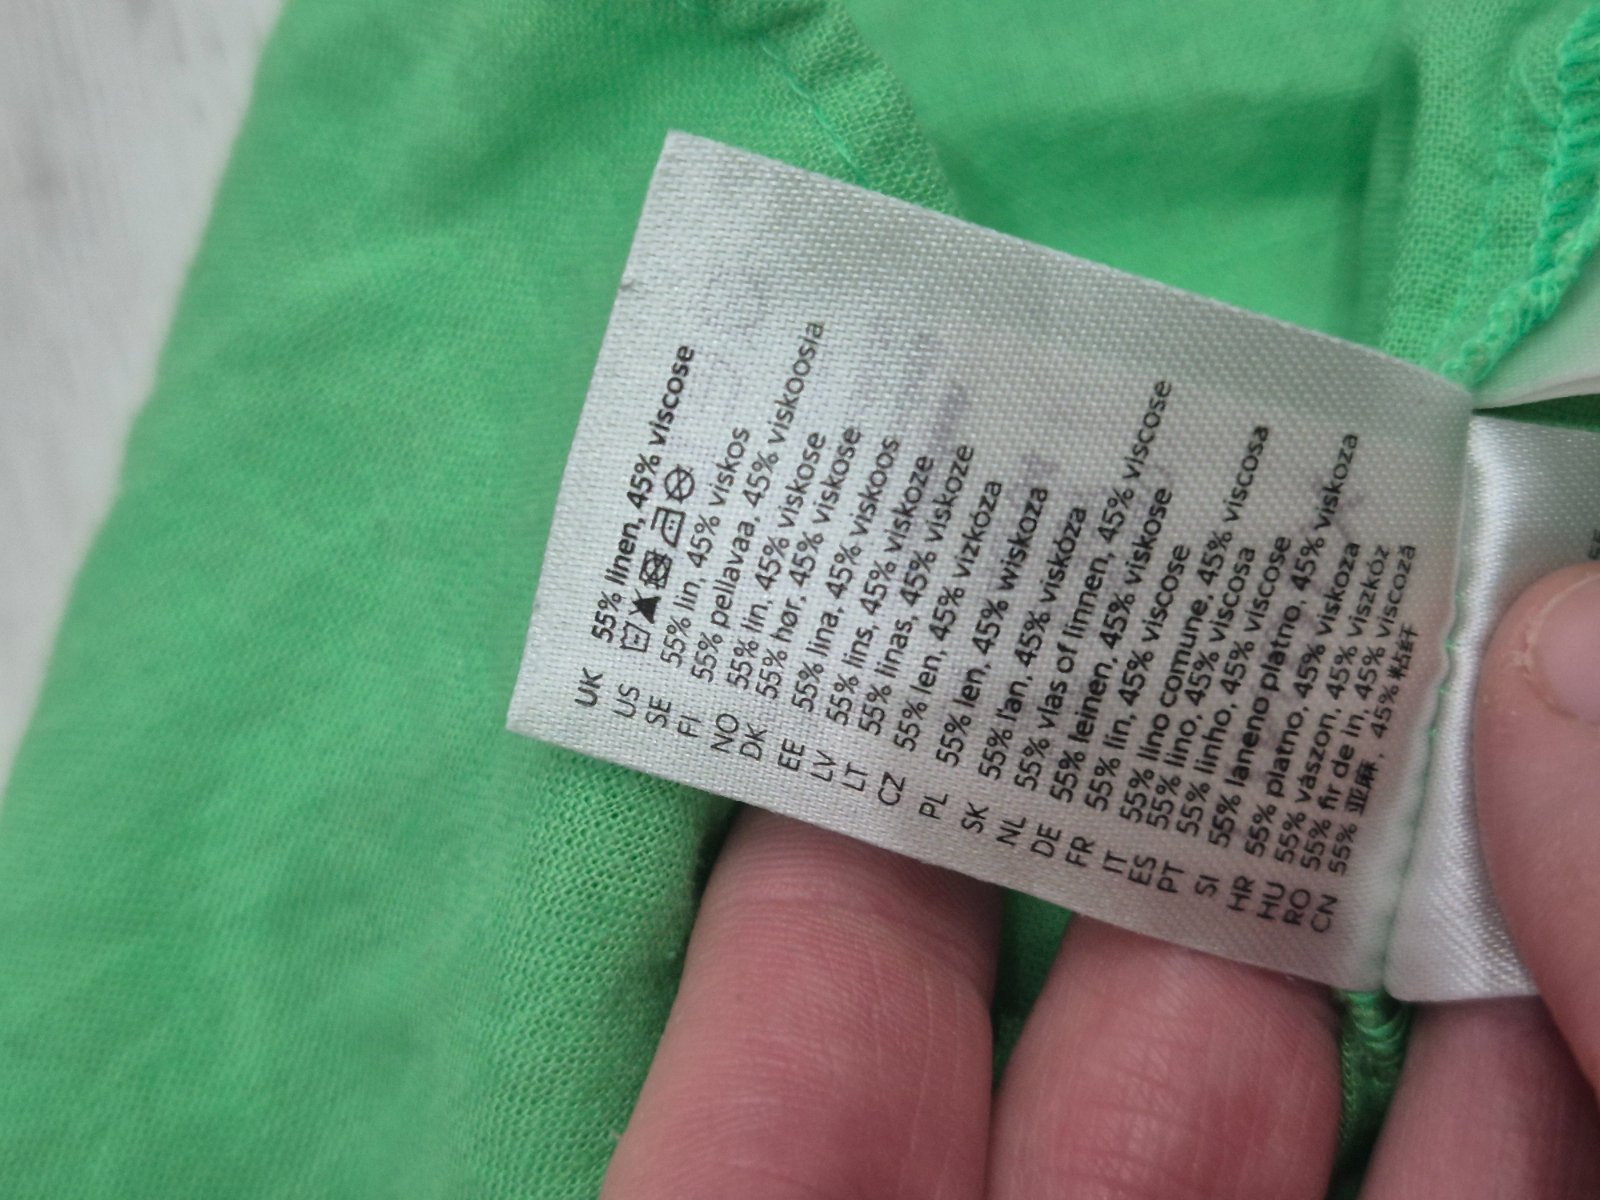 UK 55% linen, 45% viscose
US
SE 55% lin, 45% viskos
FI 55% pellavaa, 45% viskoosia
NO 55% lin, 45% viskose
DK 55% hør, 45% viskose
EE 55% lina, 45% viskoos
LV 55% lins, 45% viskoze
LT 55% linas, 45% viskoze
CZ 55% len, 45% vizkóza
PL 55% len, 45% wiskoza
SK 55% ľan, 45% viskóza
NL 55% vlas of linnen, 45% viscose
DE 55% leinen, 45% viskose
FR 55% lin, 45% viscose
IT 55% lino comune, 45% viscosa
ES 55% lino, 45% viscosa
PT 55% linho, 45% viscose
SI 55% laneno platno, 45% viskoza
HR 55% platno, 45% viskoza
HU 55% vászon, 45% viszkóz
RO 55% fir de in, 45% viscoză
CN 55% 亚麻, 45% 粘纤